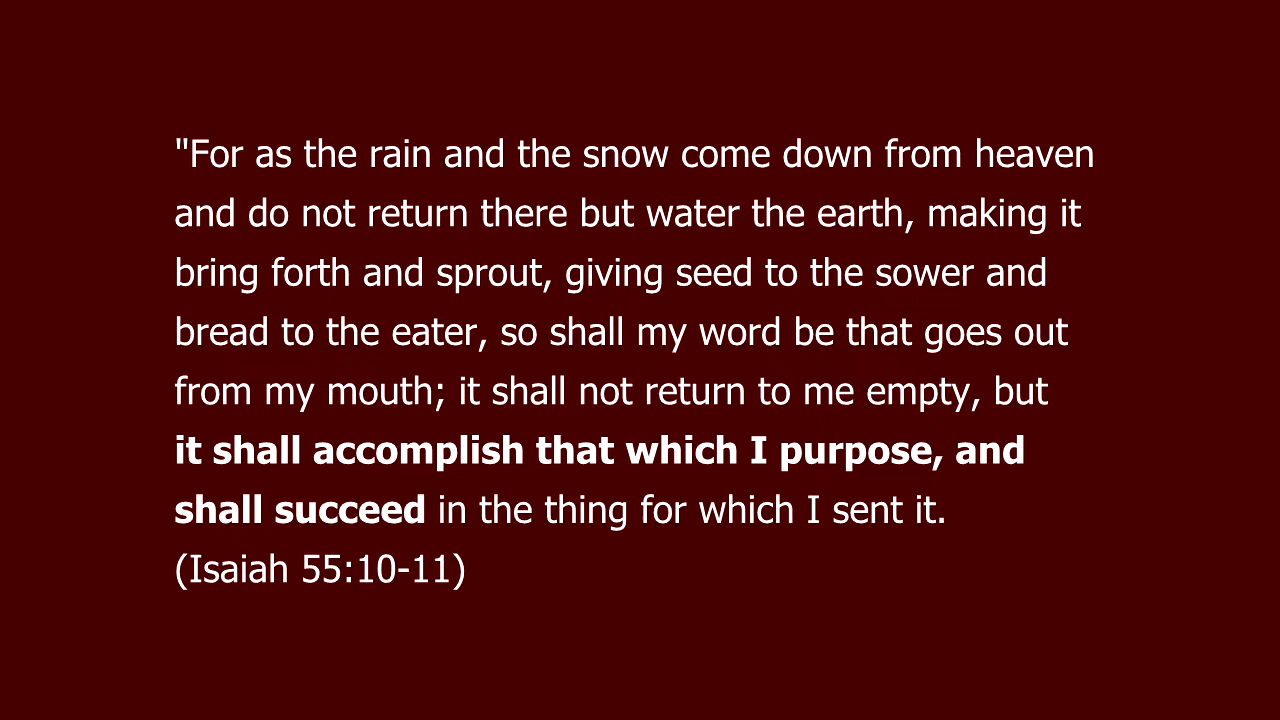 "For as the rain and the snow come down from heaven
and do not return there but water the earth, making it
bring forth and sprout, giving seed to the sower and
bread to the eater, so shall my word be that goes out
from my mouth; it shall not return to me empty, but
it shall accomplish that which I purpose, and
shall succeed in the thing for which I sent it.
(Isaiah 55:10-11)